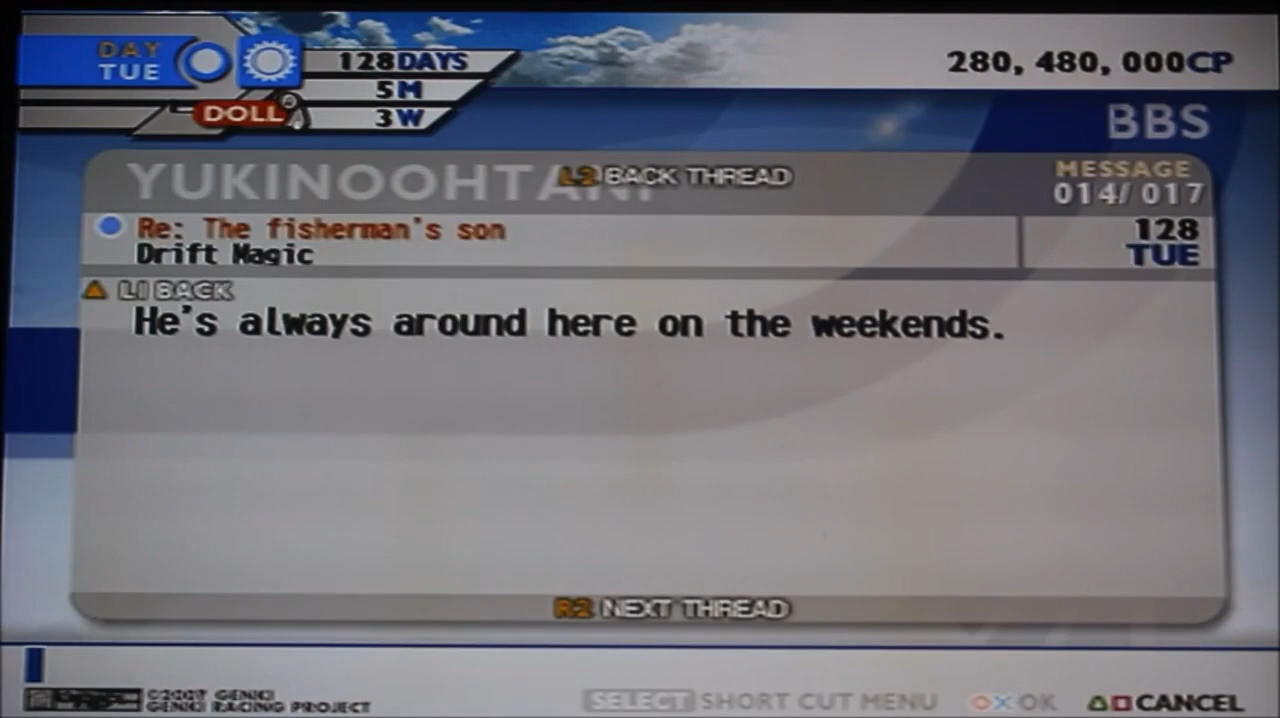 DAY
TUE
128DAYS
5M
3W
DOLL
280, 480, 000CP
BBS
YUKINOOHTANI
L2 BACK THREAD
MESSAGE
014/ 017
Re: The fisherman's son
Drift Magic
128
TUE
L1 BACK
He's always around here on the weekends.
R2 NEXT THREAD
©2007 GENKI
GENKI RACING PROJECT
SELECT SHORT CUT MENU
OK
CANCEL